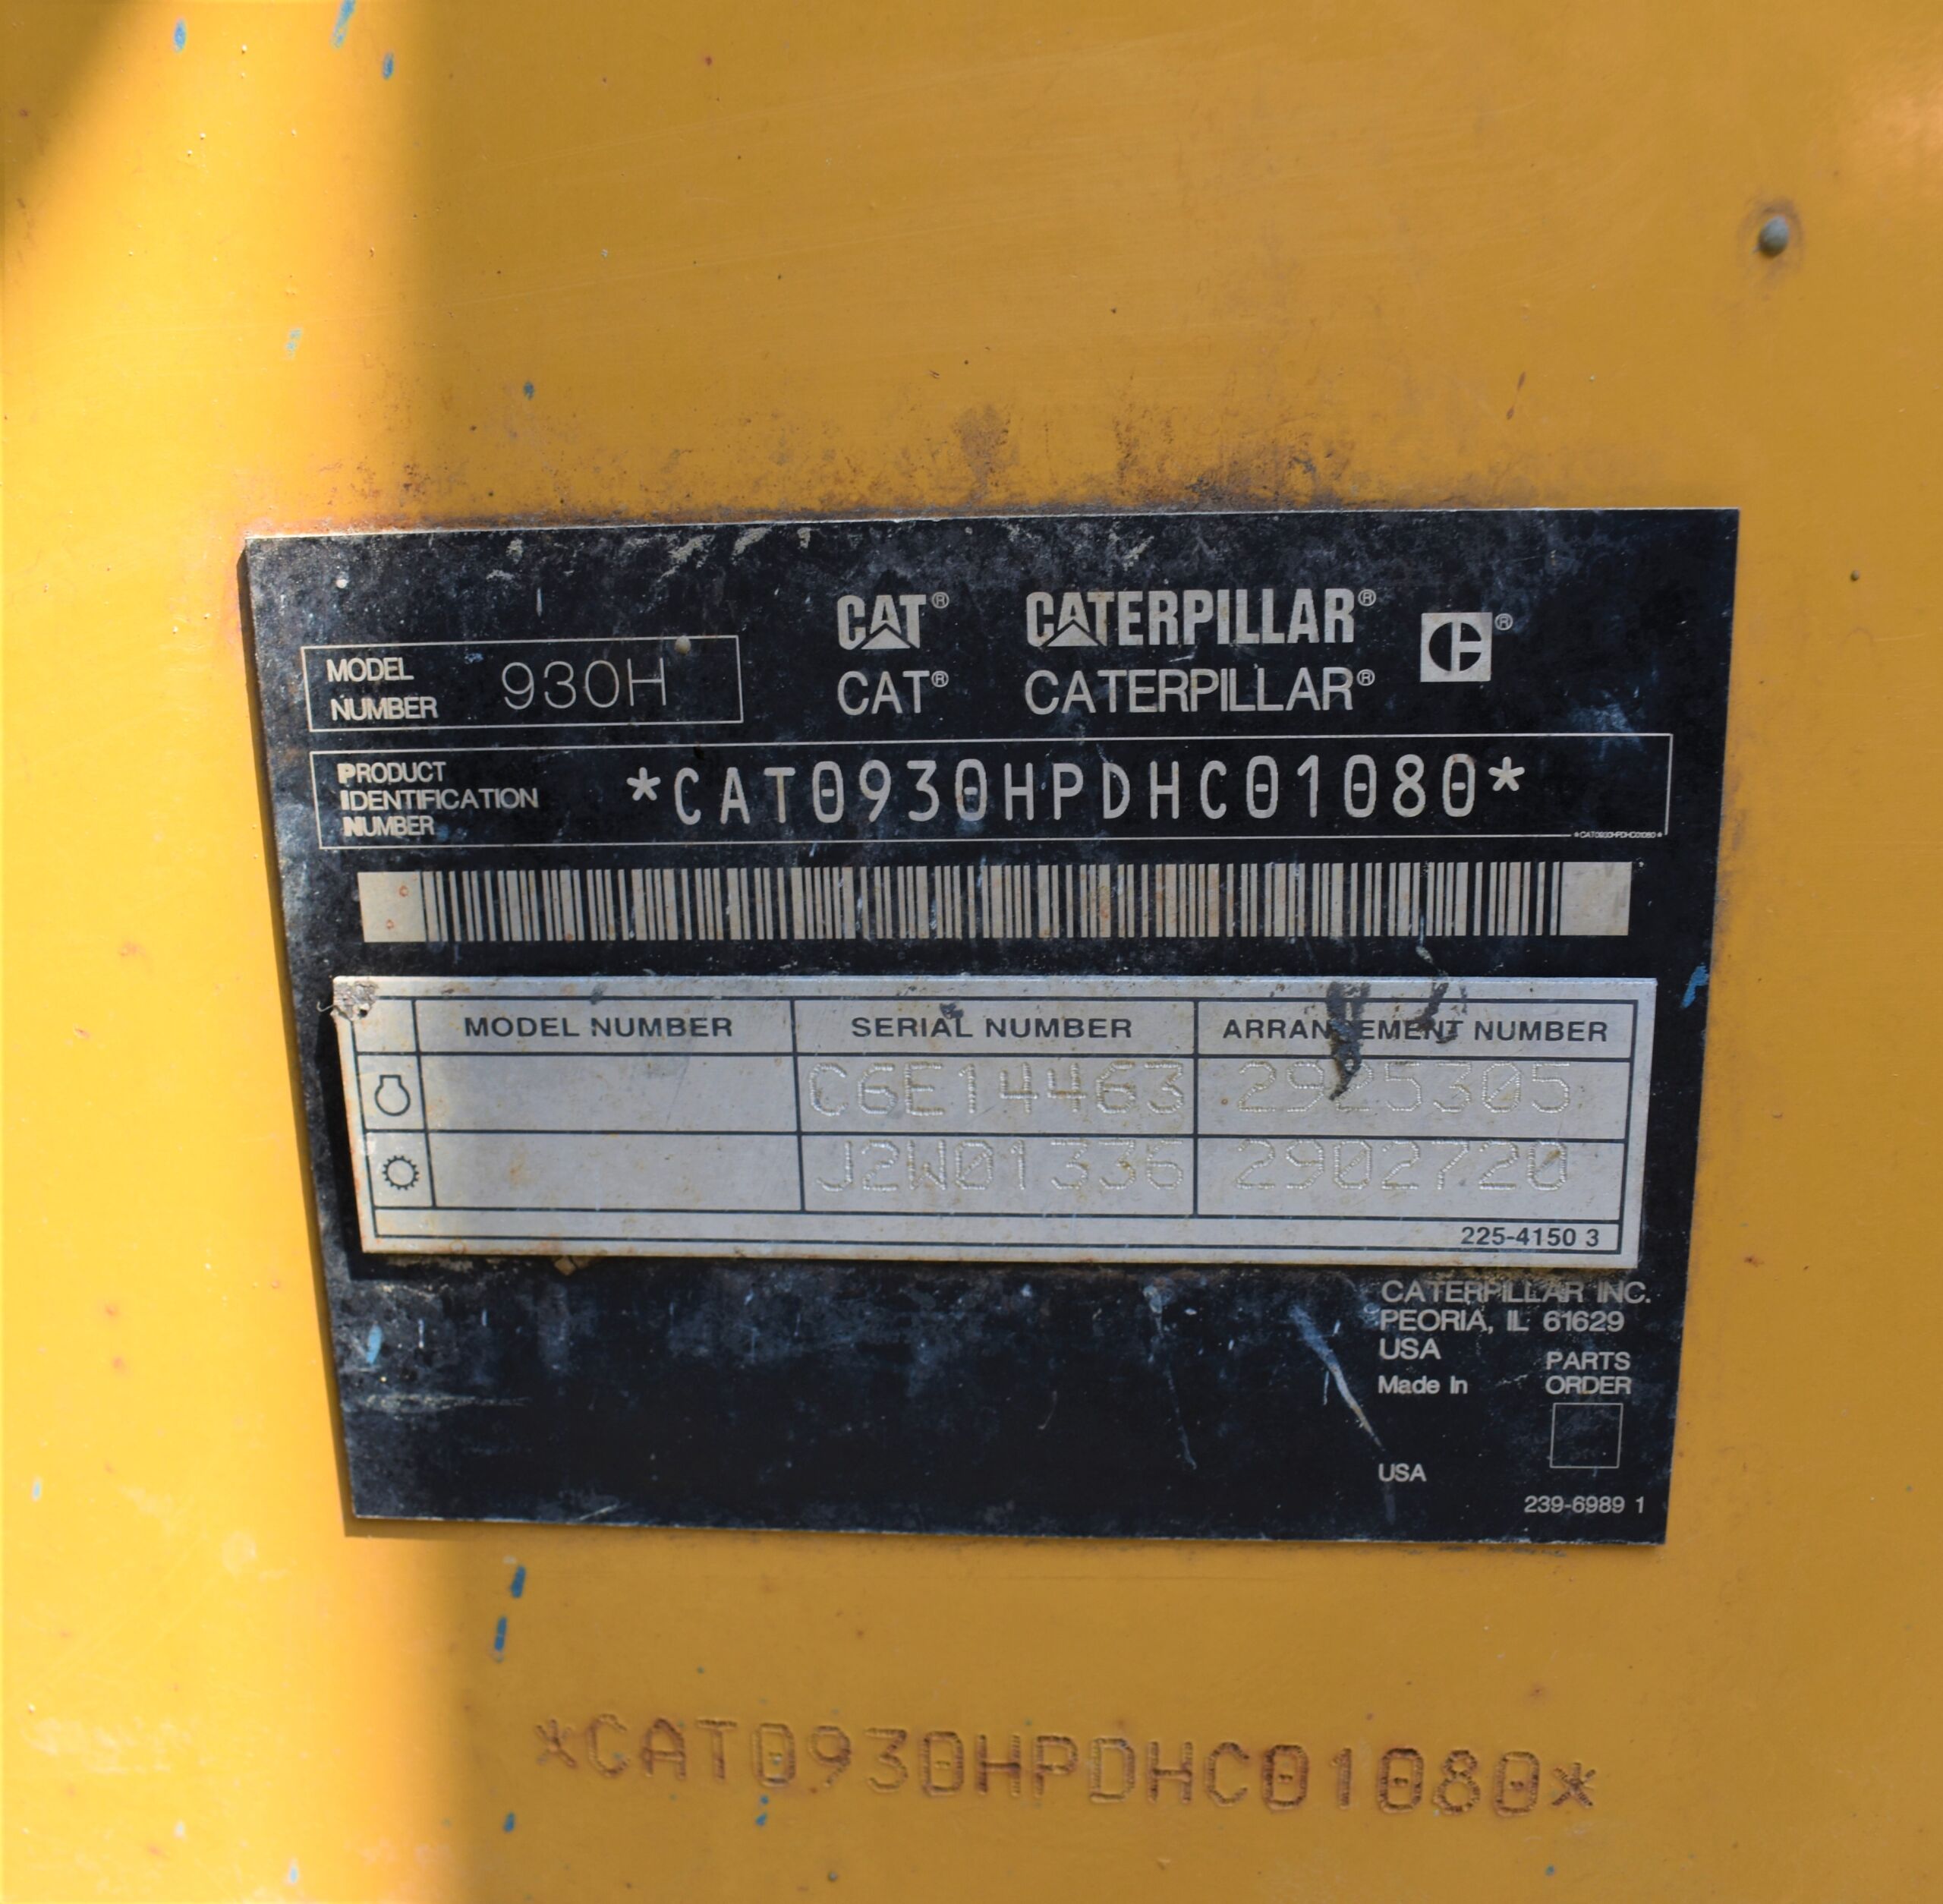 CAT® CATERPILLAR® ®
MODEL NUMBER 930H
CAT® CATERPILLAR®
PRODUCT IDENTIFICATION NUMBER *CAT0930HPDHC01080*
*CAT0930HPDHC01080*
MODEL NUMBER SERIAL NUMBER ARRANGEMENT NUMBER
C6E14463 2925305
J2W01336 2902720
225-4150 3
CATERPILLAR INC.
PEORIA, IL 61629
USA
PARTS
Made In ORDER
USA
239-6989 1
*CAT0930HPDHC01080*